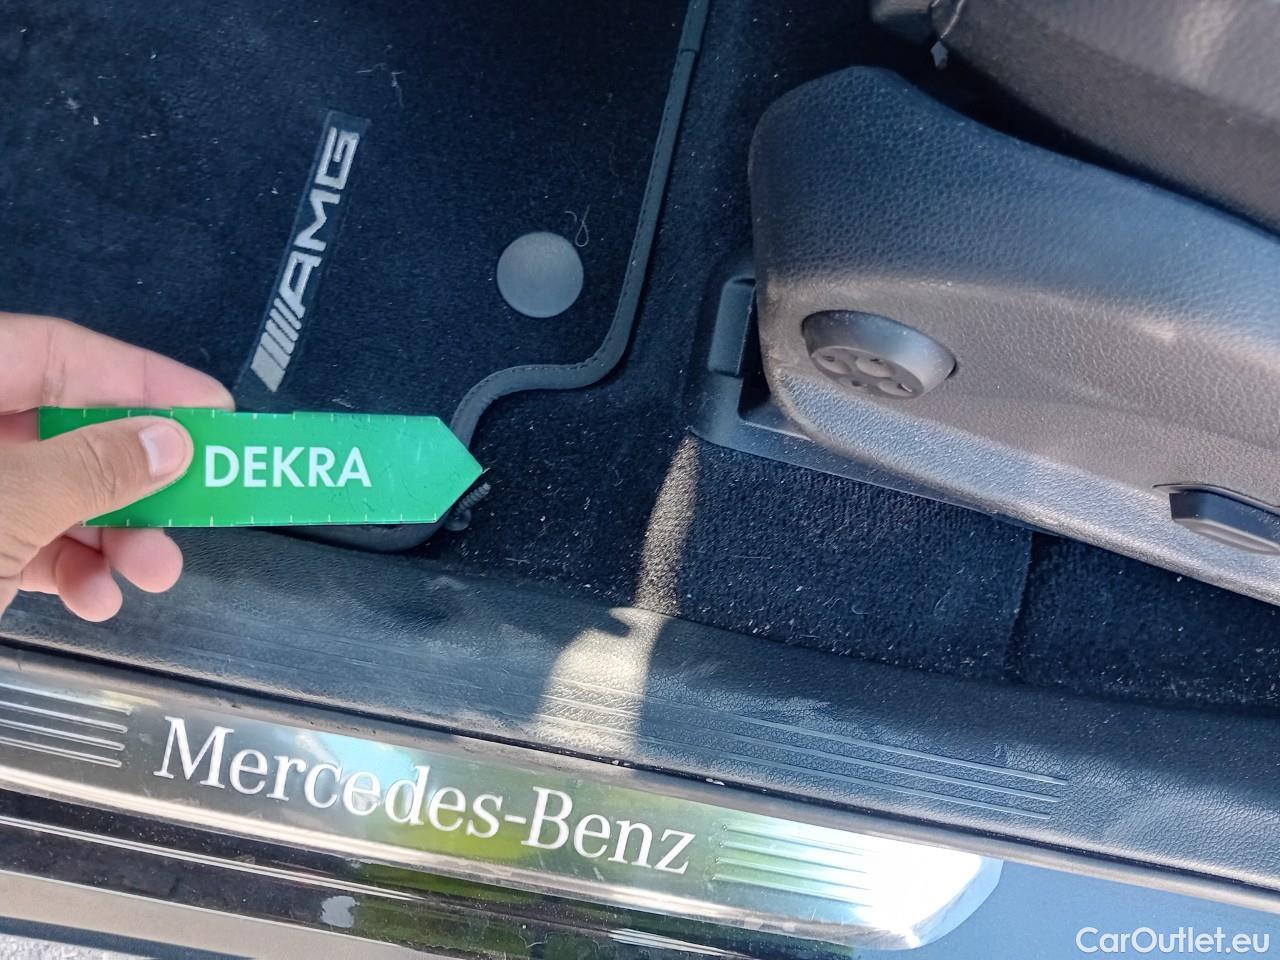 AMG
DEKRA
Mercedes-Benz
CarOutlet.eu